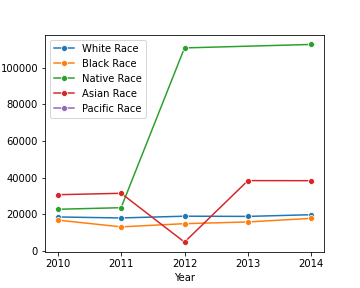 White Race
Black Race
Native Race
Asian Race
Pacific Race
100000
80000
60000
40000
20000
0
2010 2011 2012 2013 2014
Year